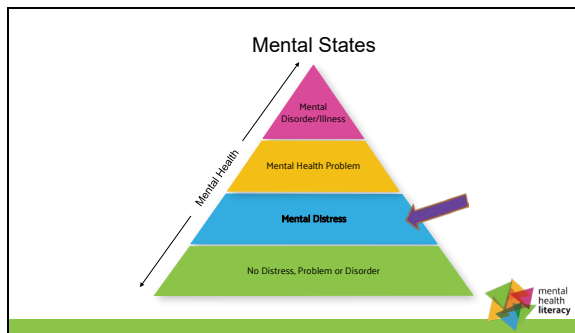 Mental States
Mental
Disorder/Illness
Mental Health Problem
Mental Health
Mental Distress
No Distress, Problem or Disorder
mental
health
literacy